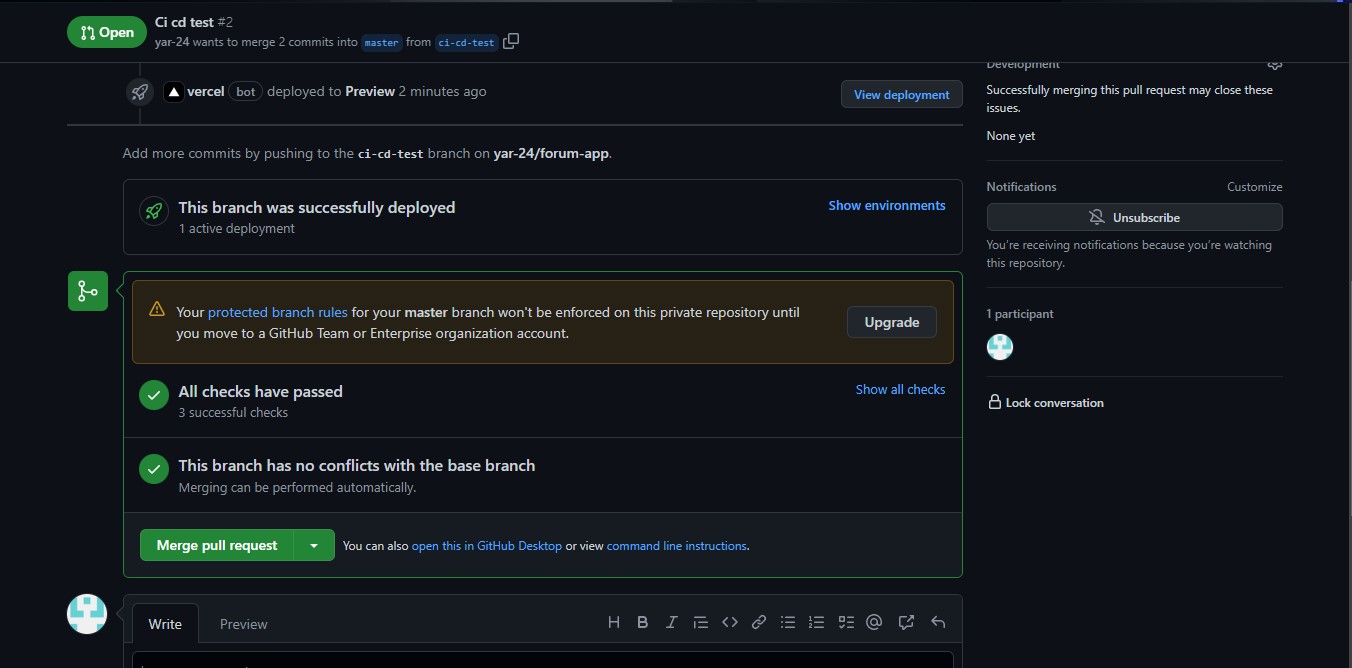 Open
Ci cd test #2
yar-24 wants to merge 2 commits into master from ci-cd-test
vercel bot deployed to Preview 2 minutes ago
View deployment
Add more commits by pushing to the ci-cd-test branch on yar-24/forum-app.
This branch was successfully deployed
1 active deployment
Show environments
Your protected branch rules for your master branch won't be enforced on this private repository until
you move to a GitHub Team or Enterprise organization account.
Upgrade
All checks have passed
3 successful checks
Show all checks
This branch has no conflicts with the base branch
Merging can be performed automatically.
Merge pull request
You can also open this in GitHub Desktop or view command line instructions.
Write
Preview
Development
Successfully merging this pull request may close these
issues.
None yet
Notifications
Customize
Unsubscribe
You're receiving notifications because you're watching
this repository.
1 participant
Lock conversation